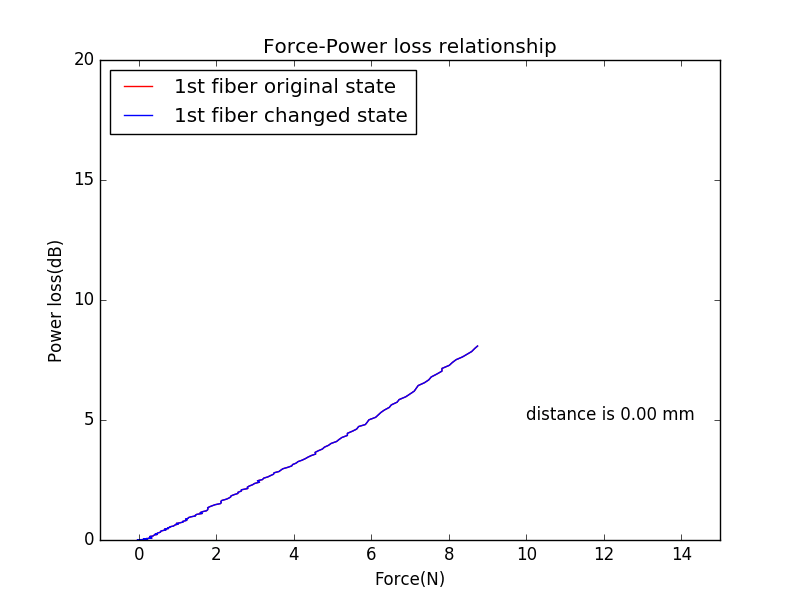 Force-Power loss relationship
1st fiber original state
1st fiber changed state
20
15
10
5
0
Power loss(dB)
distance is 0.00 mm
0 2 4 6 8 10 12 14
Force(N)